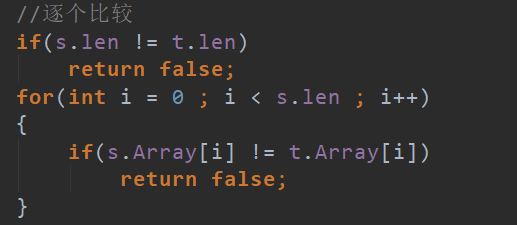 //逐个比较
if(s.len != t.len)
    return false;
for(int i = 0 ; i < s.len ; i++)
{
    if(s.Array[i] != t.Array[i])
        return false;
}